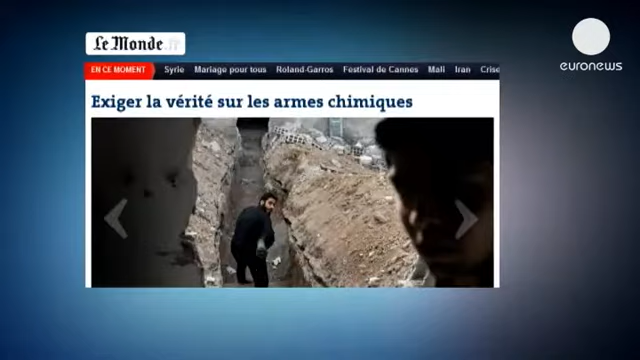 Le Monde.fr
euronews
EN CE MOMENT Syrie Mariage pour tous Roland-Garros Festival de Cannes Mali Iran Crise
Exiger la vérité sur les armes chimiques